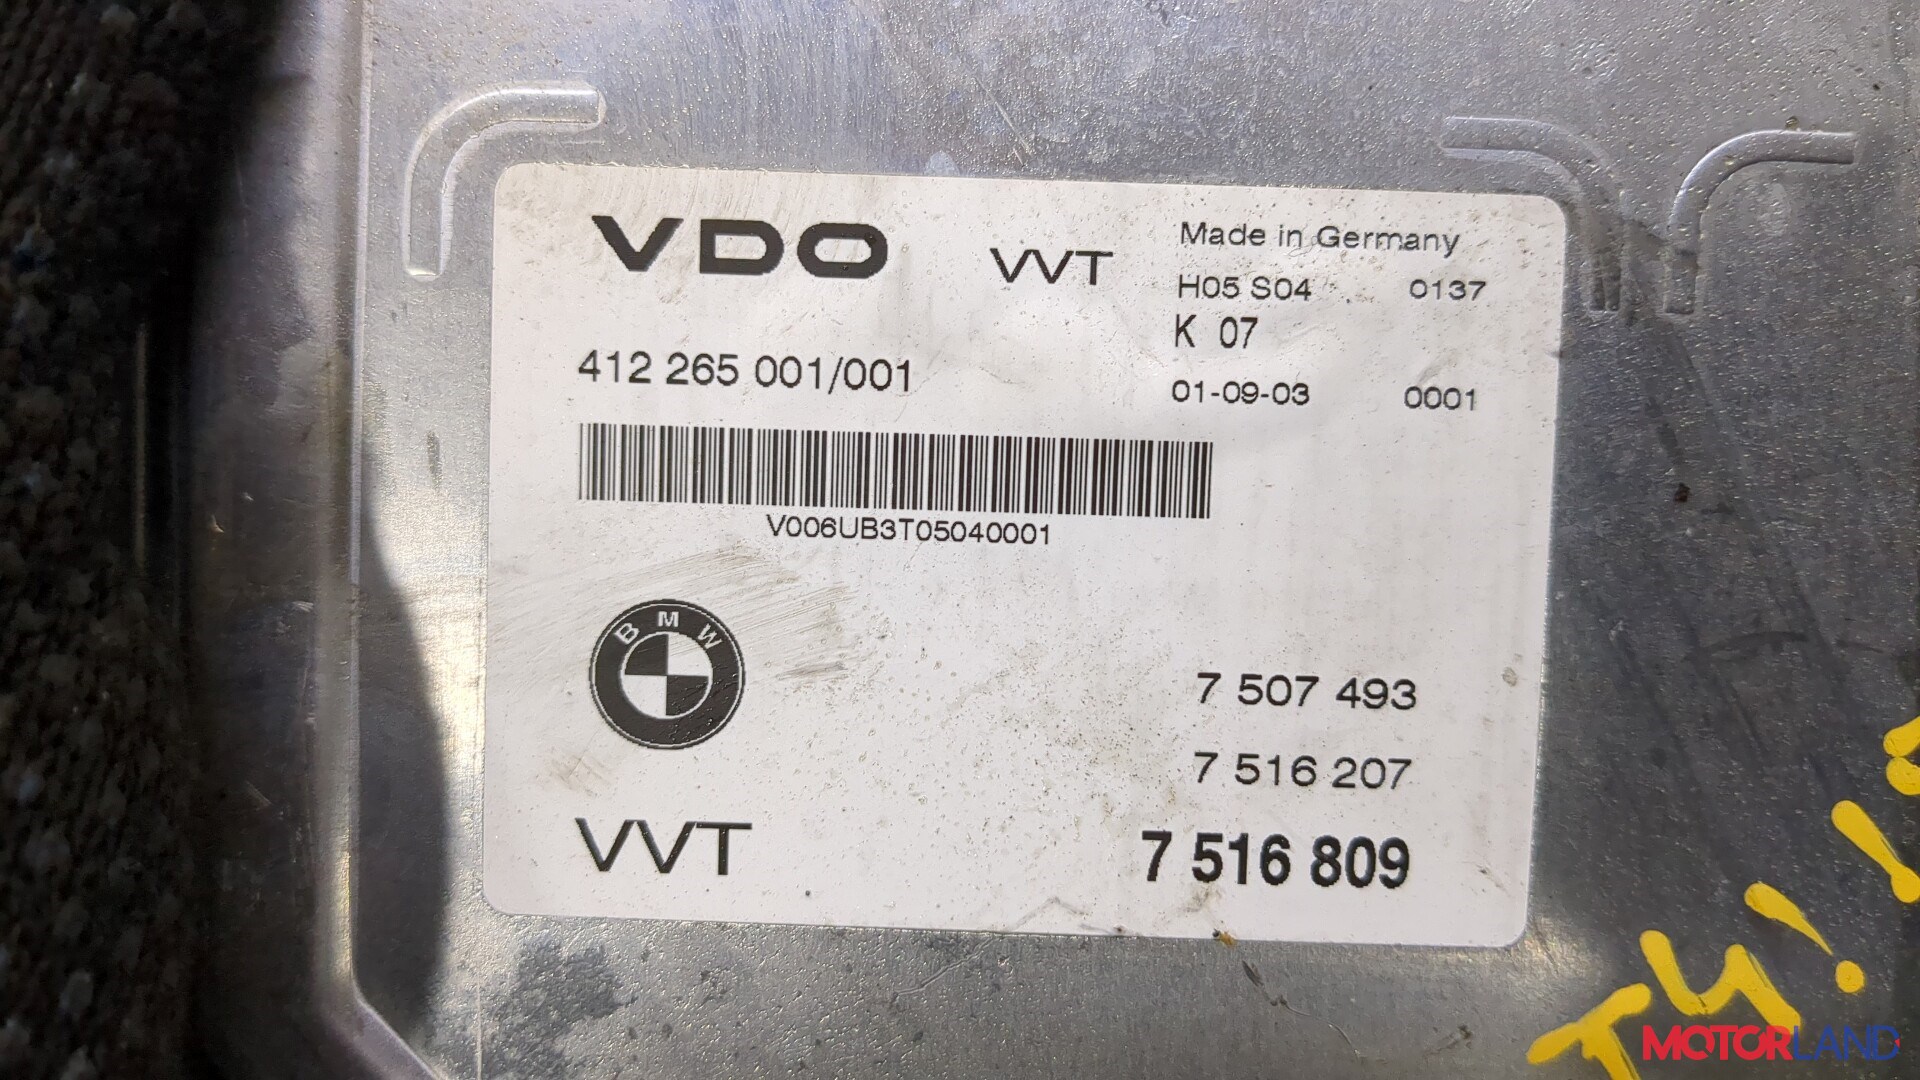 VDO VVT
Made in Germany
H05 S04 0137
K 07
412 265 001/001
01-09-03 0001
V006UB3T05040001
BMW
7 507 493
7 516 207
VVT 7 516 809
MOTORLAND